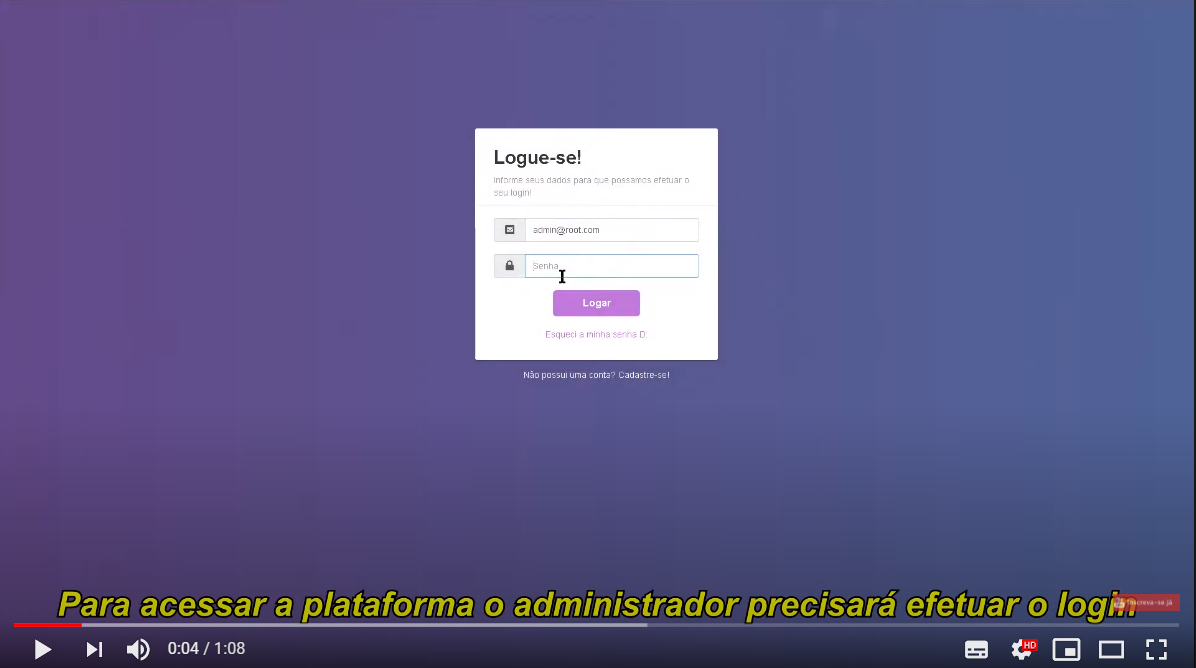 Logue-se!
Informe seus dados para que possamos efetuar o
seu login!
admin@root.com
Senha
Logar
Esqueci a minha senha D:
Não possui uma conta? Cadastre-se!
Para acessar a plataforma o administrador precisará efetuar o login
Inscreva-se já
HD
0:04 / 1:08